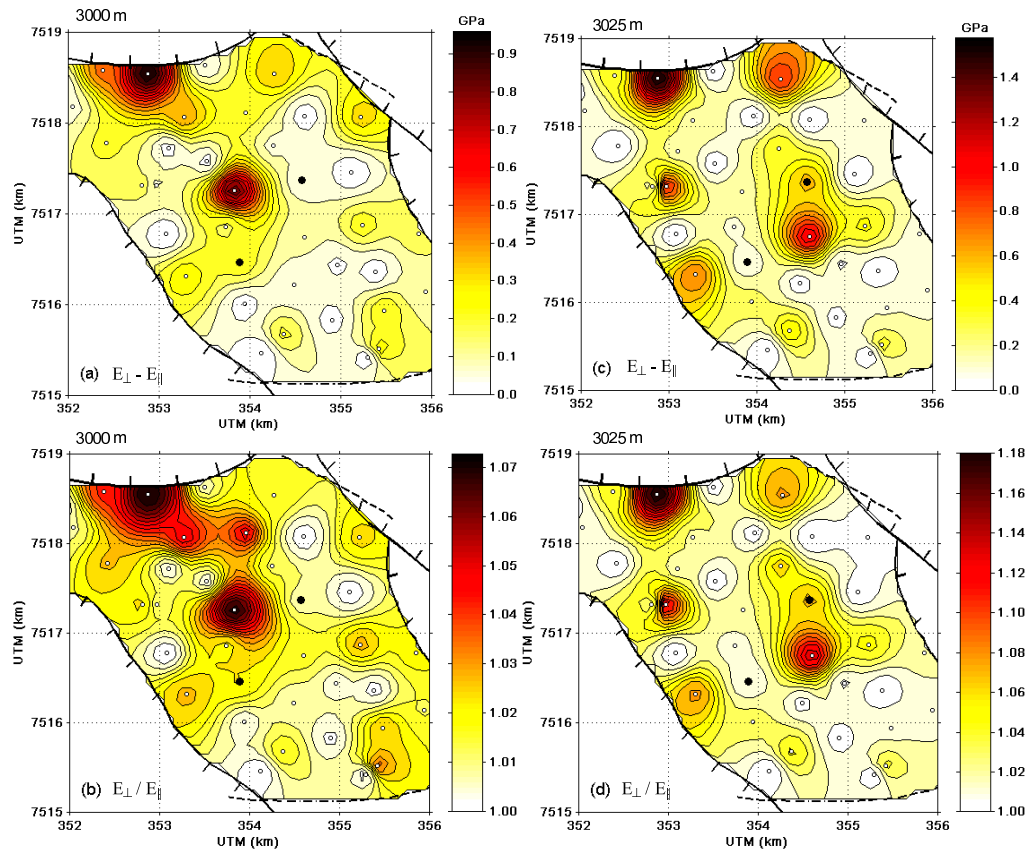 3000 m
GPa
7519
7518
7517
7516
7515
UTM (km)
352 353 354 355 356
UTM (km)
(a) E⊥ - E∥
0.9
0.8
0.7
0.6
0.5
0.4
0.3
0.2
0.1
0.0
3025 m
GPa
7519
7518
7517
7516
7515
UTM (km)
352 353 354 355 356
UTM (km)
(c) E⊥ - E∥
1.4
1.2
1.0
0.8
0.6
0.4
0.2
0.0
3000 m
7519
7518
7517
7516
7515
UTM (km)
352 353 354 355 356
UTM (km)
(b) E⊥ / E∥
1.07
1.06
1.05
1.04
1.03
1.02
1.01
1.00
3025 m
7519
7518
7517
7516
7515
UTM (km)
352 353 354 355 356
UTM (km)
(d) E⊥ / E∥
1.18
1.16
1.14
1.12
1.10
1.08
1.06
1.04
1.02
1.00